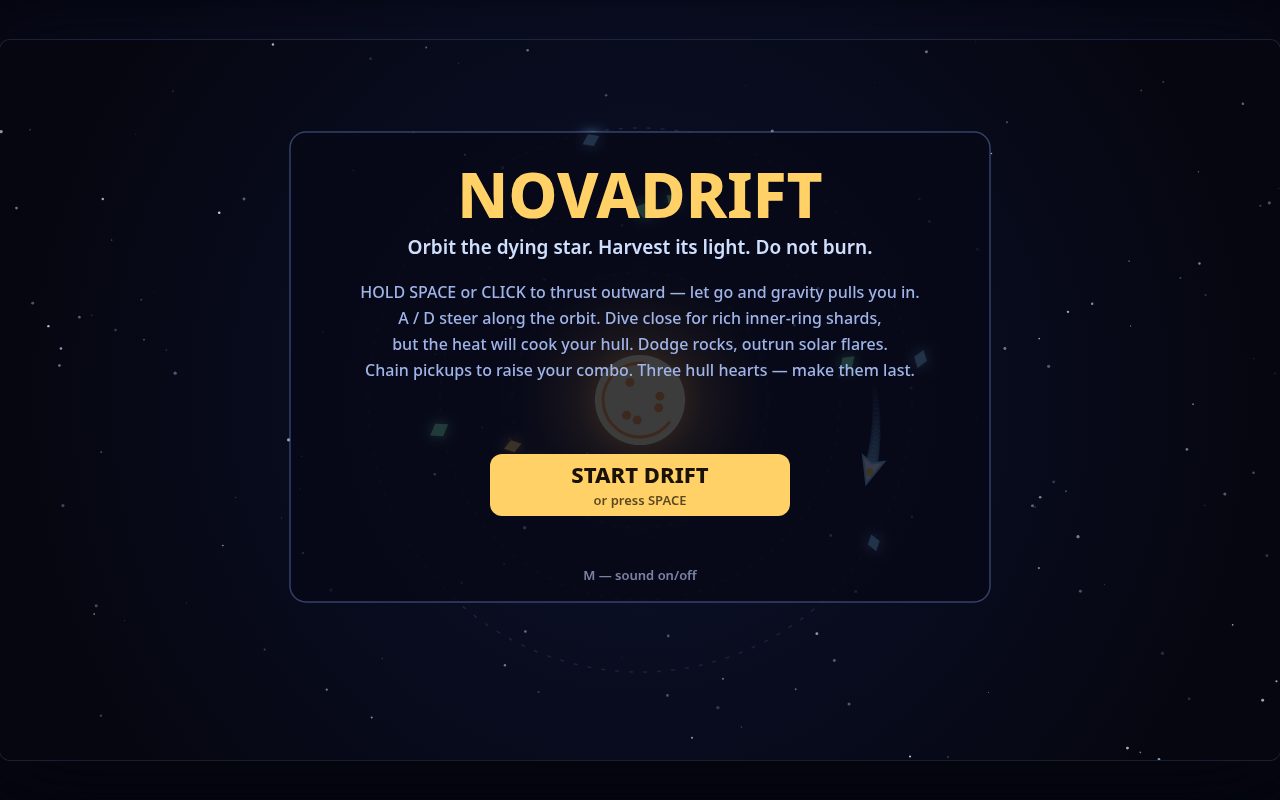 NOVADRIFT
Orbit the dying star. Harvest its light. Do not burn.
HOLD SPACE or CLICK to thrust outward — let go and gravity pulls you in.
A / D steer along the orbit. Dive close for rich inner-ring shards,
but the heat will cook your hull. Dodge rocks, outrun solar flares.
Chain pickups to raise your combo. Three hull hearts — make them last.
START DRIFT
or press SPACE
M — sound on/off